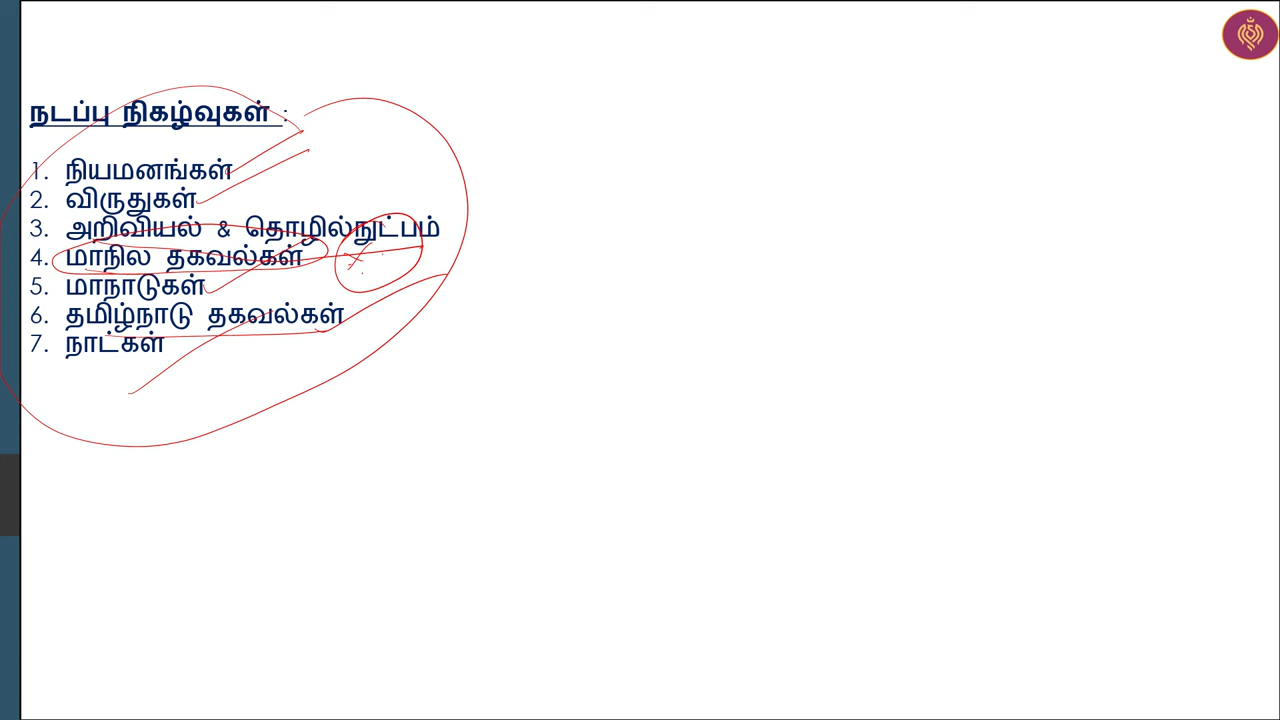 நடப்பு நிகழ்வுகள் :
1. நியமனங்கள்
2. விருதுகள்
3. அறிவியல் & தொழில்நுட்பம்
4. மாநில தகவல்கள்
5. மாநாடுகள்
6. தமிழ்நாடு தகவல்கள்
7. நாட்கள்